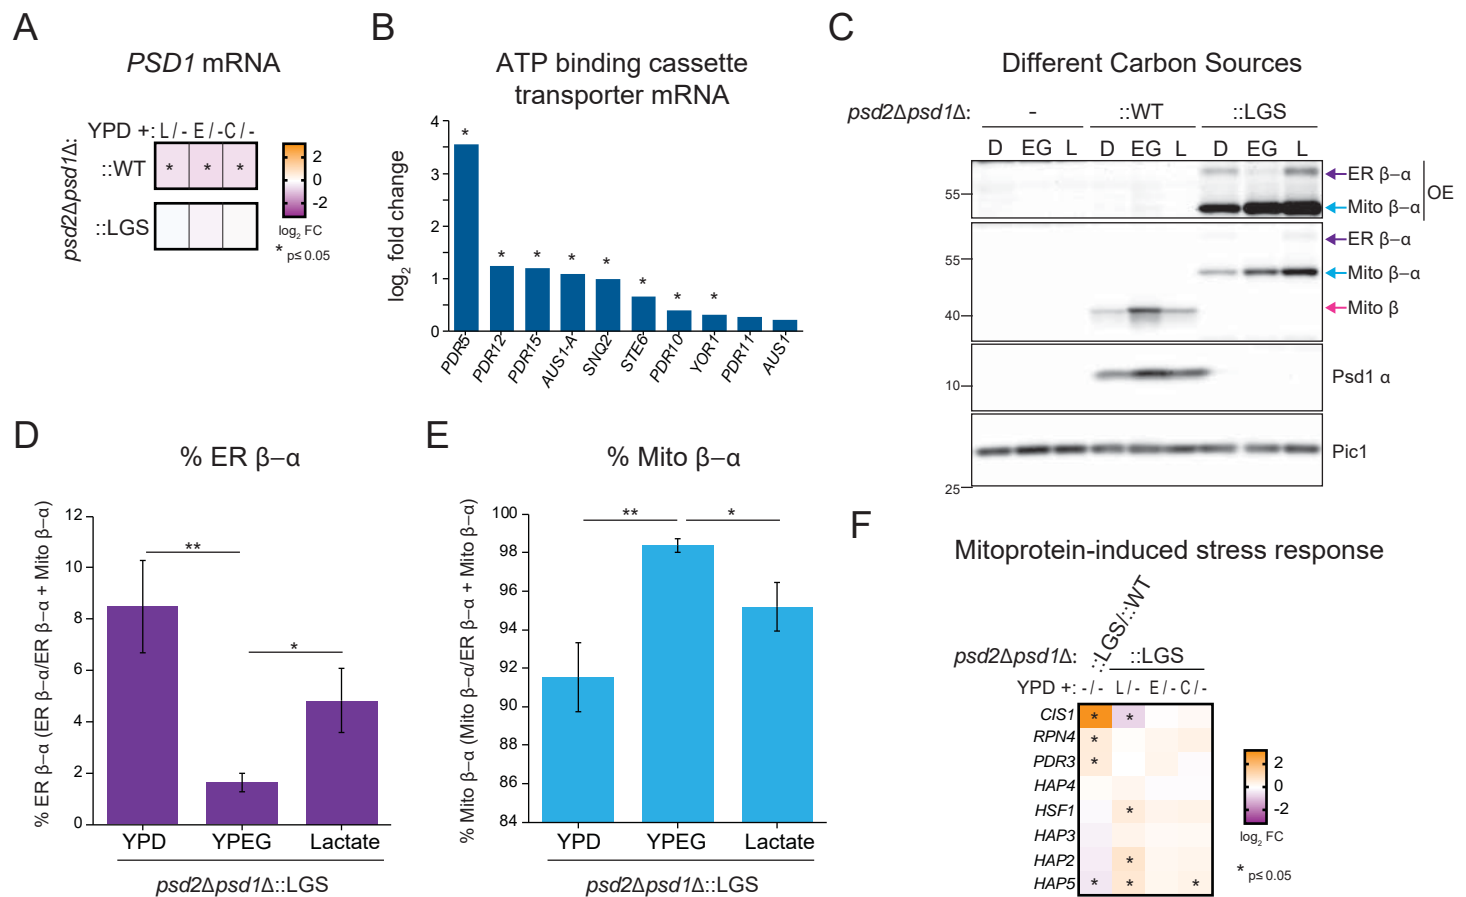 A
PSD1 mRNA
psd2Δpsd1Δ:
YPD +: L/- E/- C/-
::WT * * *
::LGS
2
0
-2
log2 FC
* p≤ 0.05
B
ATP binding cassette
transporter mRNA
log2 fold change
4
3
2
1
0
* * * * * * * *
PDR5 PDR12 PDR15 AUS1-A SNQ2 STE6 PDR10 YOR1 PDR11 AUS1
C
Different Carbon Sources
psd2Δpsd1Δ: - ::WT ::LGS
D EG L D EG L D EG L
55
ER β–α
Mito β–α
OE
ER β–α
55
Mito β–α
Mito β
40
10
Psd1 α
Pic1
25
D
% ER β–α
% ER β–α (ER β–α/ER β–α + Mito β–α)
12
10
8
6
4
2
0
**
*
YPD YPEG Lactate
psd2Δpsd1Δ::LGS
E
% Mito β–α
% Mito β–α (Mito β–α/ER β–α + Mito β–α)
100
98
96
94
92
90
88
86
84
**
*
YPD YPEG Lactate
psd2Δpsd1Δ::LGS
F
Mitoprotein-induced stress response
::LGS/::WT
psd2Δpsd1Δ: ::LGS
YPD +: -/- L/- E/- C/-
CIS1 * *
RPN4 *
PDR3 *
HAP4
HSF1 *
HAP3
HAP2 *
HAP5 * * *
2
0
-2
log2 FC
* p≤ 0.05